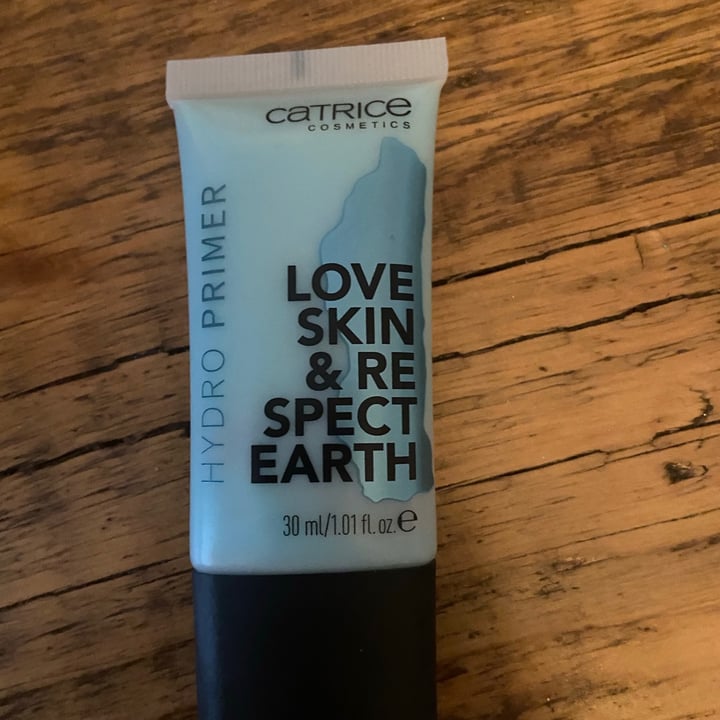 CATRICE
COSMETICS
HYDRO PRIMER
LOVE
SKIN
& RE
SPECT
EARTH
30 ml/1.01 fl. oz. ℮